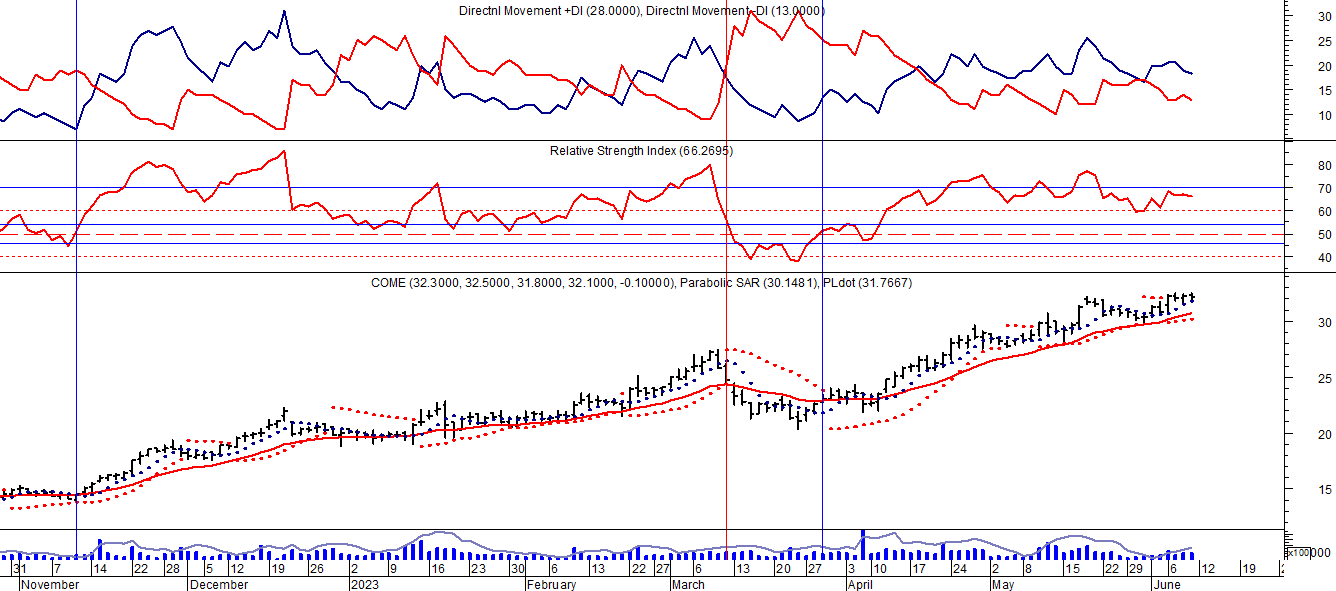 Directnl Movement +DI (28.0000), Directnl Movement -DI (13.0000)
30
25
20
15
10
Relative Strength Index (66.2695)
80
70
60
50
40
COME (32.3000, 32.5000, 31.8000, 32.1000, -0.10000), Parabolic SAR (30.1481), PLdot (31.7667)
30
25
20
15
x100 000
31 7 14 22 28 5 12 19 26 2 9 16 23 30 6 13 22 27 6 13 20 27 3 10 17 24 2 8 15 22 29 6 12 19
November December 2023 February March April May June